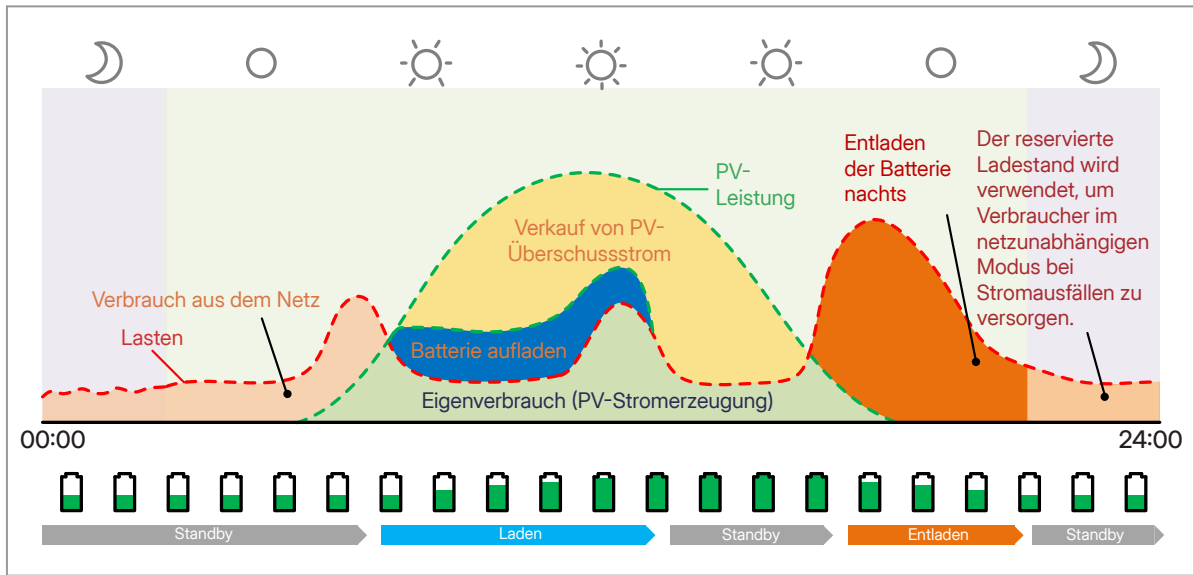 Entladen
der Batterie
nachts
Der reservierte
Ladestand wird
verwendet, um
Verbraucher im
netzunabhängigen
Modus bei
Stromausfällen zu
versorgen.
PV-
Leistung
Verkauf von PV-
Überschussstrom
Verbrauch aus dem Netz
Lasten
Batterie aufladen
Eigenverbrauch (PV-Stromerzeugung)
00:00
24:00
Standby
Laden
Standby
Entladen
Standby